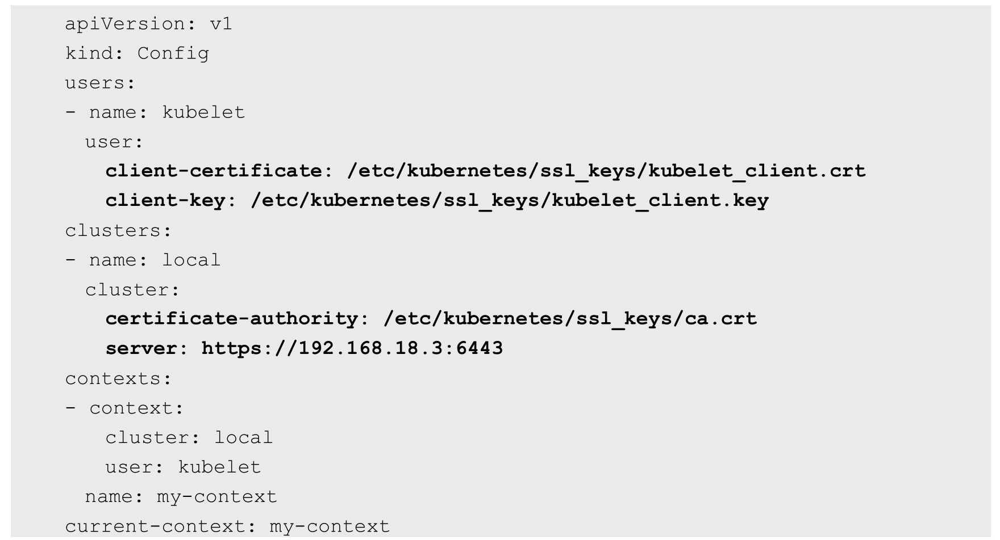 apiVersion: v1
kind: Config
users:
- name: kubelet
  user:
    client-certificate: /etc/kubernetes/ssl_keys/kubelet_client.crt
    client-key: /etc/kubernetes/ssl_keys/kubelet_client.key
clusters:
- name: local
  cluster:
    certificate-authority: /etc/kubernetes/ssl_keys/ca.crt
    server: https://192.168.18.3:6443
contexts:
- context:
    cluster: local
    user: kubelet
  name: my-context
current-context: my-context